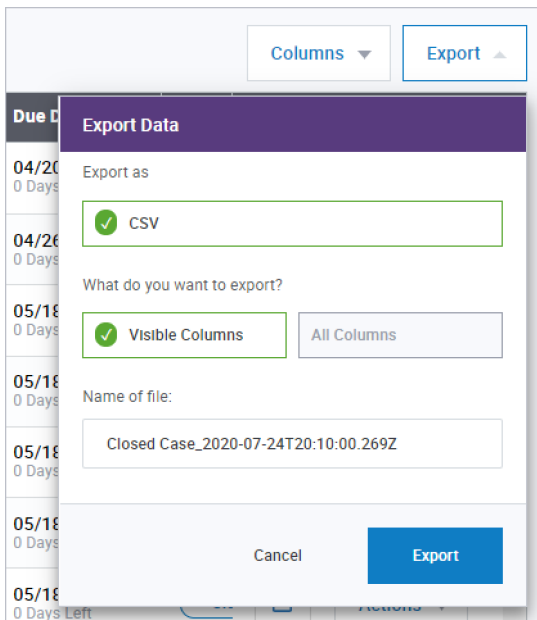 Columns Export
Due D
Export Data
04/20
0 Days
Export as
CSV
04/26
0 Days
What do you want to export?
05/18
0 Days
Visible Columns All Columns
05/18
0 Days
Name of file:
Closed Case_2020-07-24T20:10:00.269Z
05/18
0 Days
05/18
0 Days
Cancel Export
05/18
0 Days Left
Actions